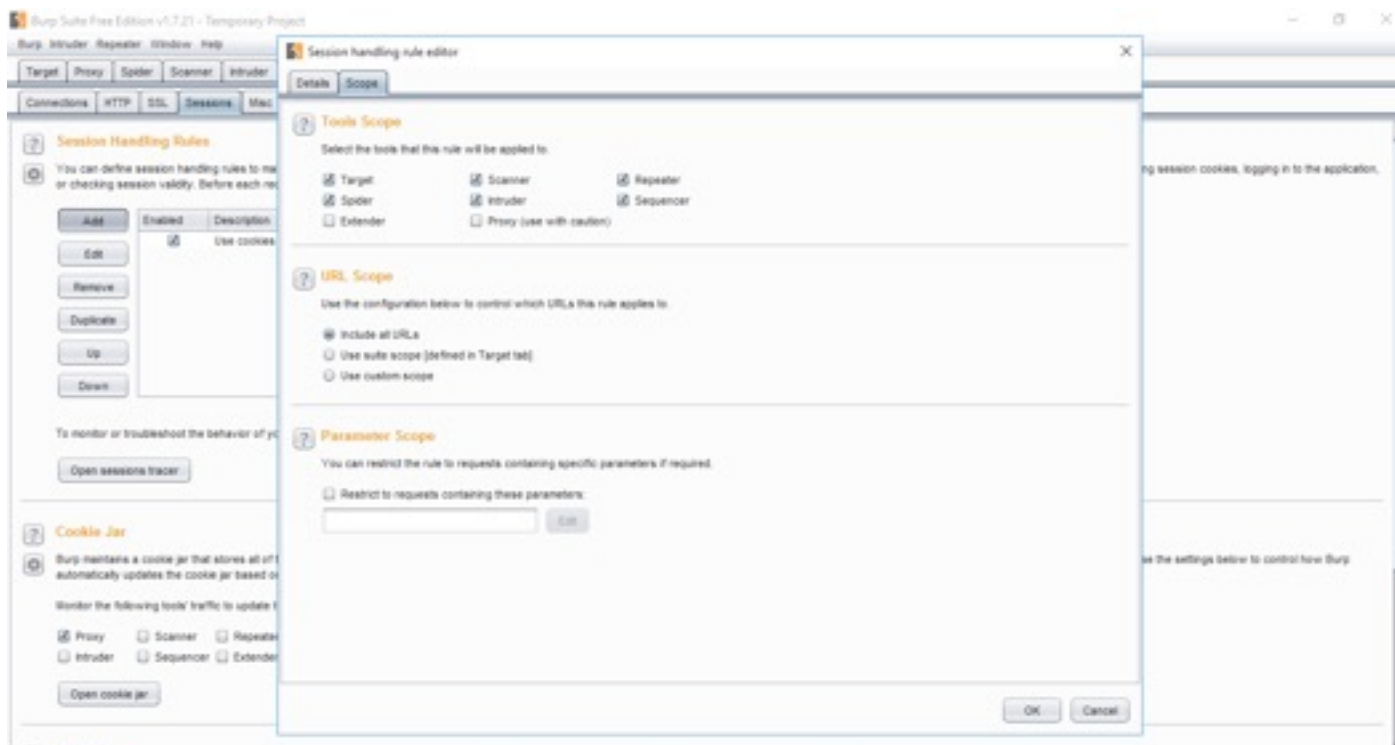 Burp Suite Free Edition v1.7.21 - Temporary Project
Burp Intruder Repeater Window Help
Target Proxy Spider Scanner Intruder
Connections HTTP SSL Sessions Misc
Session Handling Rules
You can define session handling rules to ma
ng session cookies, logging in to the application,
or checking session validity. Before each req
Add Enabled Description
Use cookies
Edit
Remove
Duplicate
Up
Down
To monitor or troubleshoot the behavior of yo
Open sessions tracer
Cookie Jar
Burp maintains a cookie jar that stores all of t
se the settings below to control how Burp
automatically updates the cookie jar based o
Monitor the following tools' traffic to update t
Proxy Scanner Repeate
Intruder Sequencer Extender
Open cookie jar
Session handling rule editor
Details Scope
Tools Scope
Select the tools that this rule will be applied to.
Target Scanner Repeater
Spider Intruder Sequencer
Extender Proxy (use with caution)
URL Scope
Use the configuration below to control which URLs this rule applies to.
Include all URLs
Use suite scope [defined in Target tab]
Use custom scope
Parameter Scope
You can restrict the rule to requests containing specific parameters if required.
Restrict to requests containing these parameters:
Edit
OK Cancel